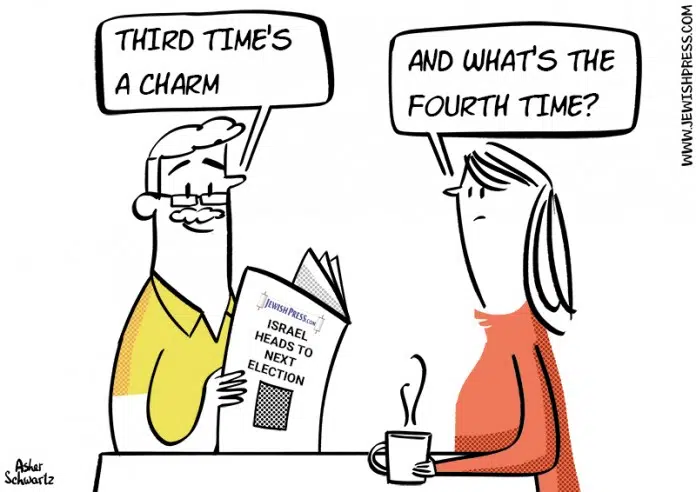 THIRD TIME'S
A CHARM
AND WHAT'S THE
FOURTH TIME?
WWW.JEWISHPRESS.COM
JEWISHPRESS.COM
ISRAEL
HEADS TO
NEXT
ELECTION
Asher
Schwartz